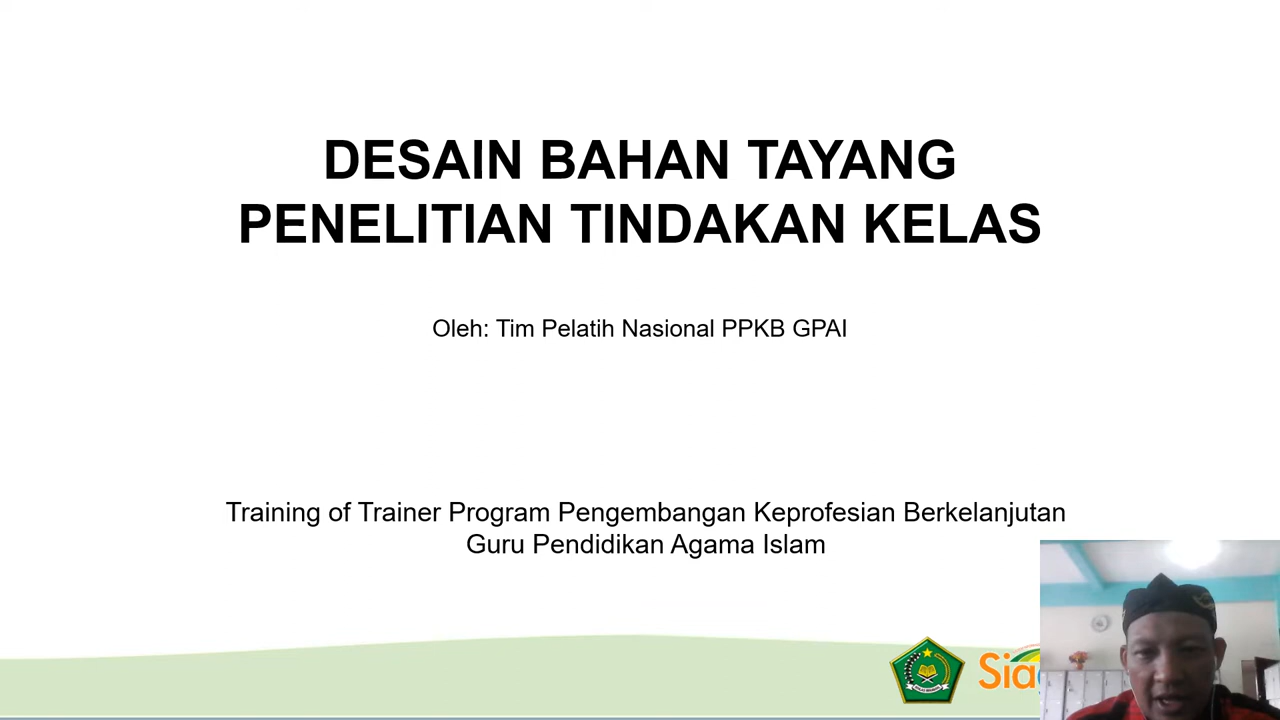 DESAIN BAHAN TAYANG
PENELITIAN TINDAKAN KELAS
Oleh: Tim Pelatih Nasional PPKB GPAI
Training of Trainer Program Pengembangan Keprofesian Berkelanjutan
Guru Pendidikan Agama Islam